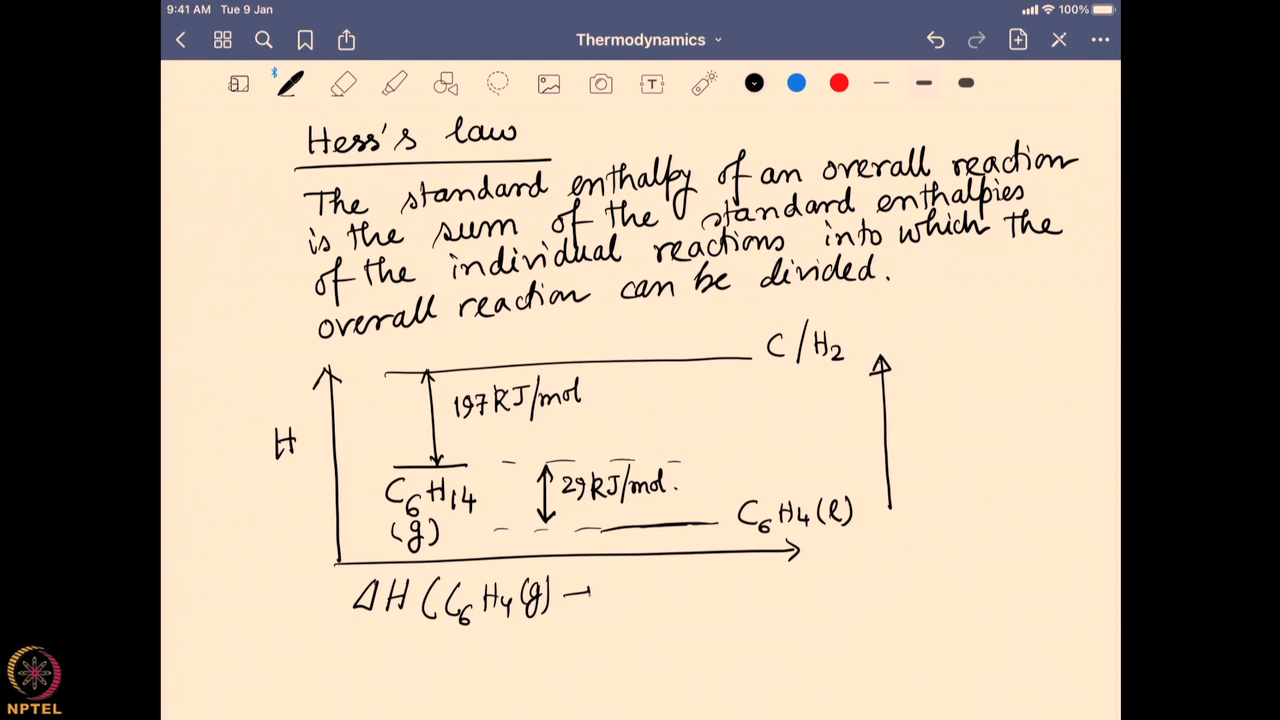 9:41 AM Tue 9 Jan
100%
Thermodynamics
T
Hess's law
The standard enthalpy of an overall reaction
is the sum of the standard enthalpies
of the individual reactions into which the
overall reaction can be divided.
C/H2
197 KJ/mol
H
C6H14
(g)
29 KJ/mol.
C6H4(l)
ΔH (C6H4(g) →
NPTEL